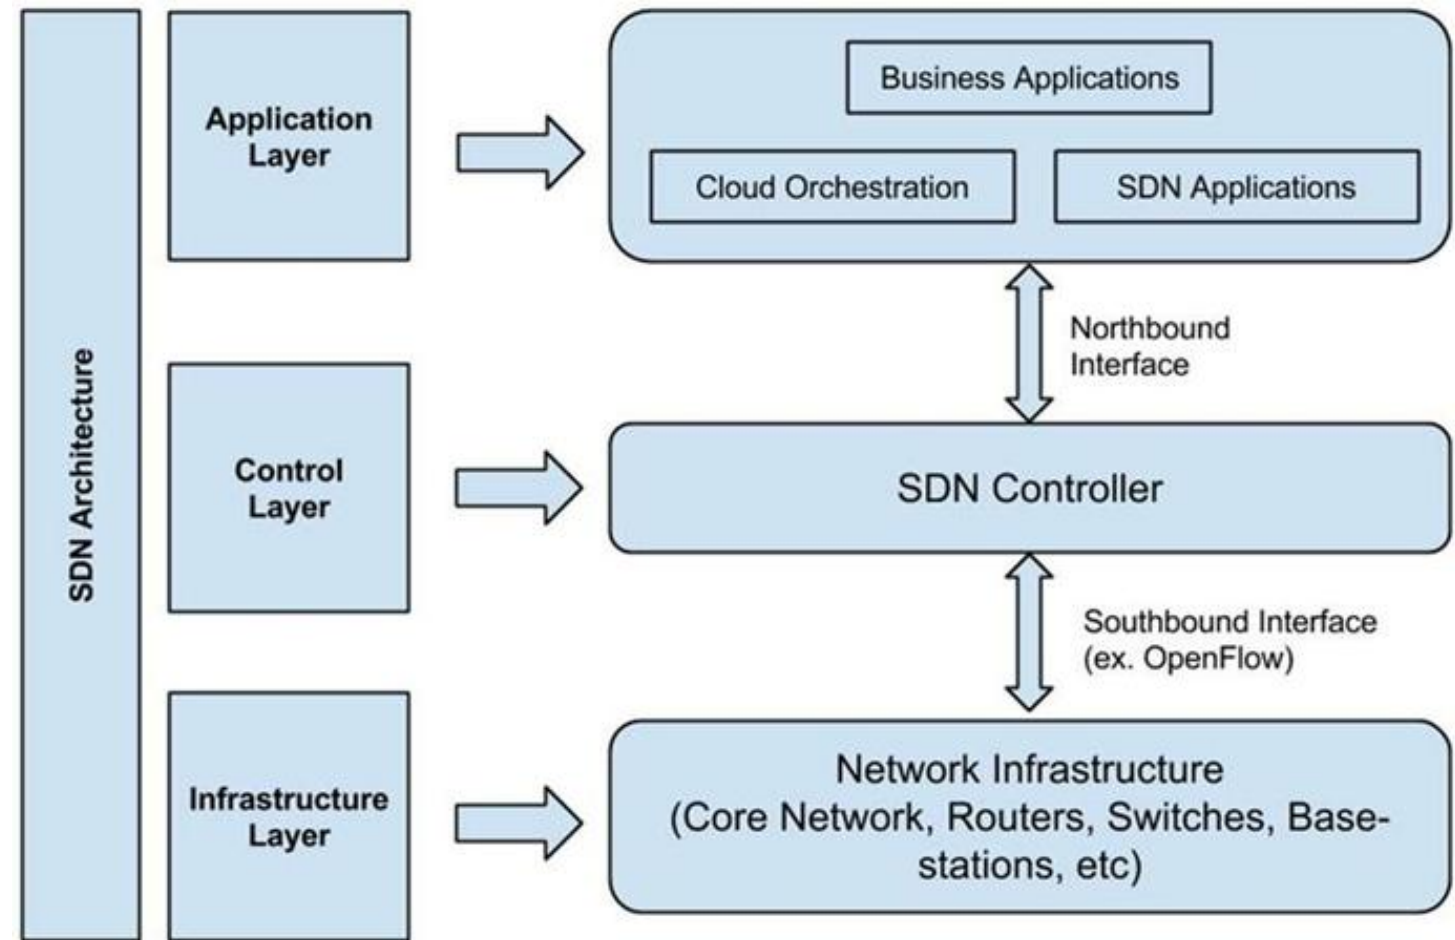 SDN Architecture
Application
Layer
Business Applications
Cloud Orchestration
SDN Applications
Northbound
Interface
Control
Layer
SDN Controller
Southbound Interface
(ex. OpenFlow)
Infrastructure
Layer
Network Infrastructure
(Core Network, Routers, Switches, Base-
stations, etc)